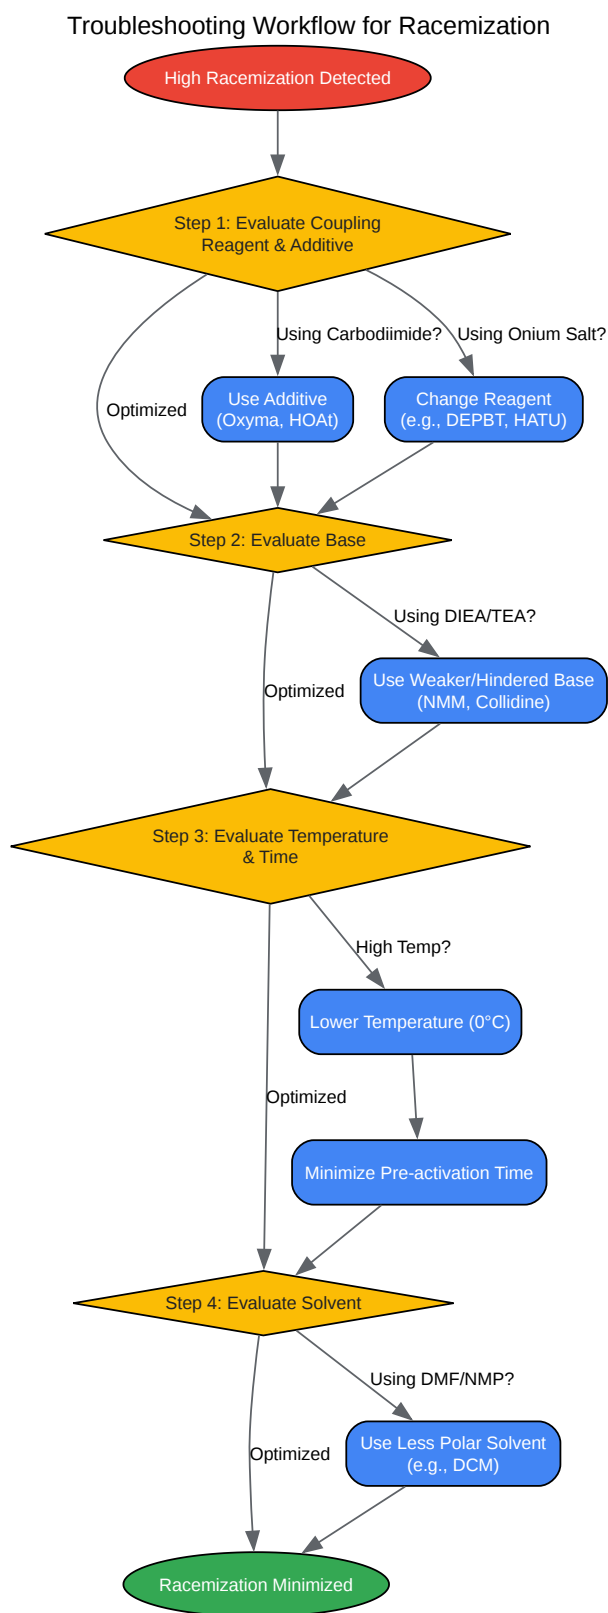 Troubleshooting Workflow for Racemization
High Racemization Detected
Step 1: Evaluate Coupling
Reagent & Additive
Using Carbodiimide?
Using Onium Salt?
Optimized
Use Additive
(Oxyma, HOAt)
Change Reagent
(e.g., DEPBT, HATU)
Step 2: Evaluate Base
Using DIEA/TEA?
Optimized
Use Weaker/Hindered Base
(NMM, Collidine)
Step 3: Evaluate Temperature
& Time
High Temp?
Lower Temperature (0°C)
Optimized
Minimize Pre-activation Time
Step 4: Evaluate Solvent
Using DMF/NMP?
Optimized
Use Less Polar Solvent
(e.g., DCM)
Racemization Minimized